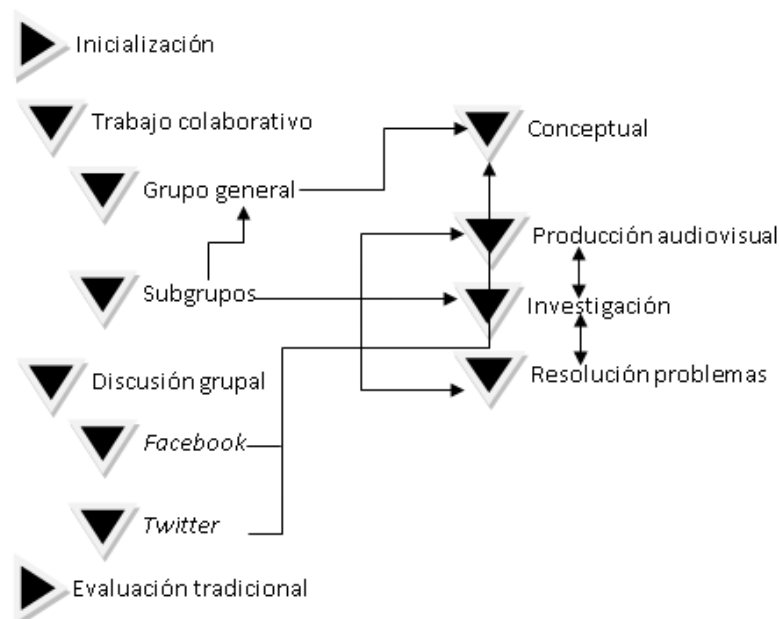 Inicialización
Trabajo colaborativo
Conceptual
Grupo general
Producción audiovisual
Subgrupos
Investigación
Discusión grupal
Resolución problemas
Facebook
Twitter
Evaluación tradicional